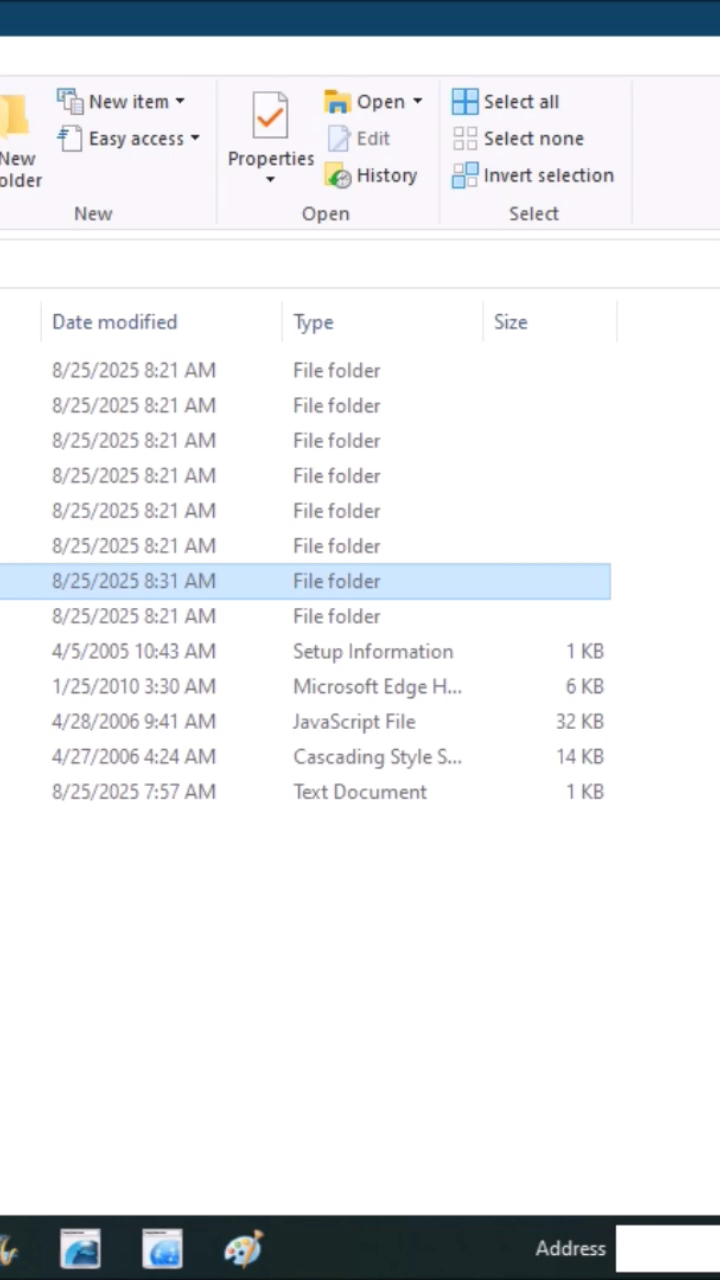 New item
Easy access
New
older
New
Properties
Open
Edit
History
Open
Select all
Select none
Invert selection
Select
Date modified Type Size
8/25/2025 8:21 AM File folder
8/25/2025 8:21 AM File folder
8/25/2025 8:21 AM File folder
8/25/2025 8:21 AM File folder
8/25/2025 8:21 AM File folder
8/25/2025 8:21 AM File folder
8/25/2025 8:31 AM File folder
8/25/2025 8:21 AM File folder
4/5/2005 10:43 AM Setup Information 1 KB
1/25/2010 3:30 AM Microsoft Edge H... 6 KB
4/28/2006 9:41 AM JavaScript File 32 KB
4/27/2006 4:24 AM Cascading Style S... 14 KB
8/25/2025 7:57 AM Text Document 1 KB
Address